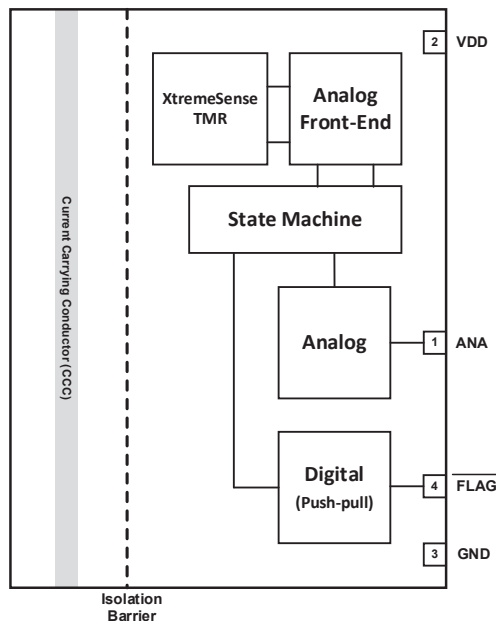 2 VDD
XtremeSense
TMR
Analog
Front-End
State Machine
Current Carrying Conductor (CCC)
Analog
1 ANA
Digital
(Push-pull)
4 FLAG
3 GND
Isolation
Barrier